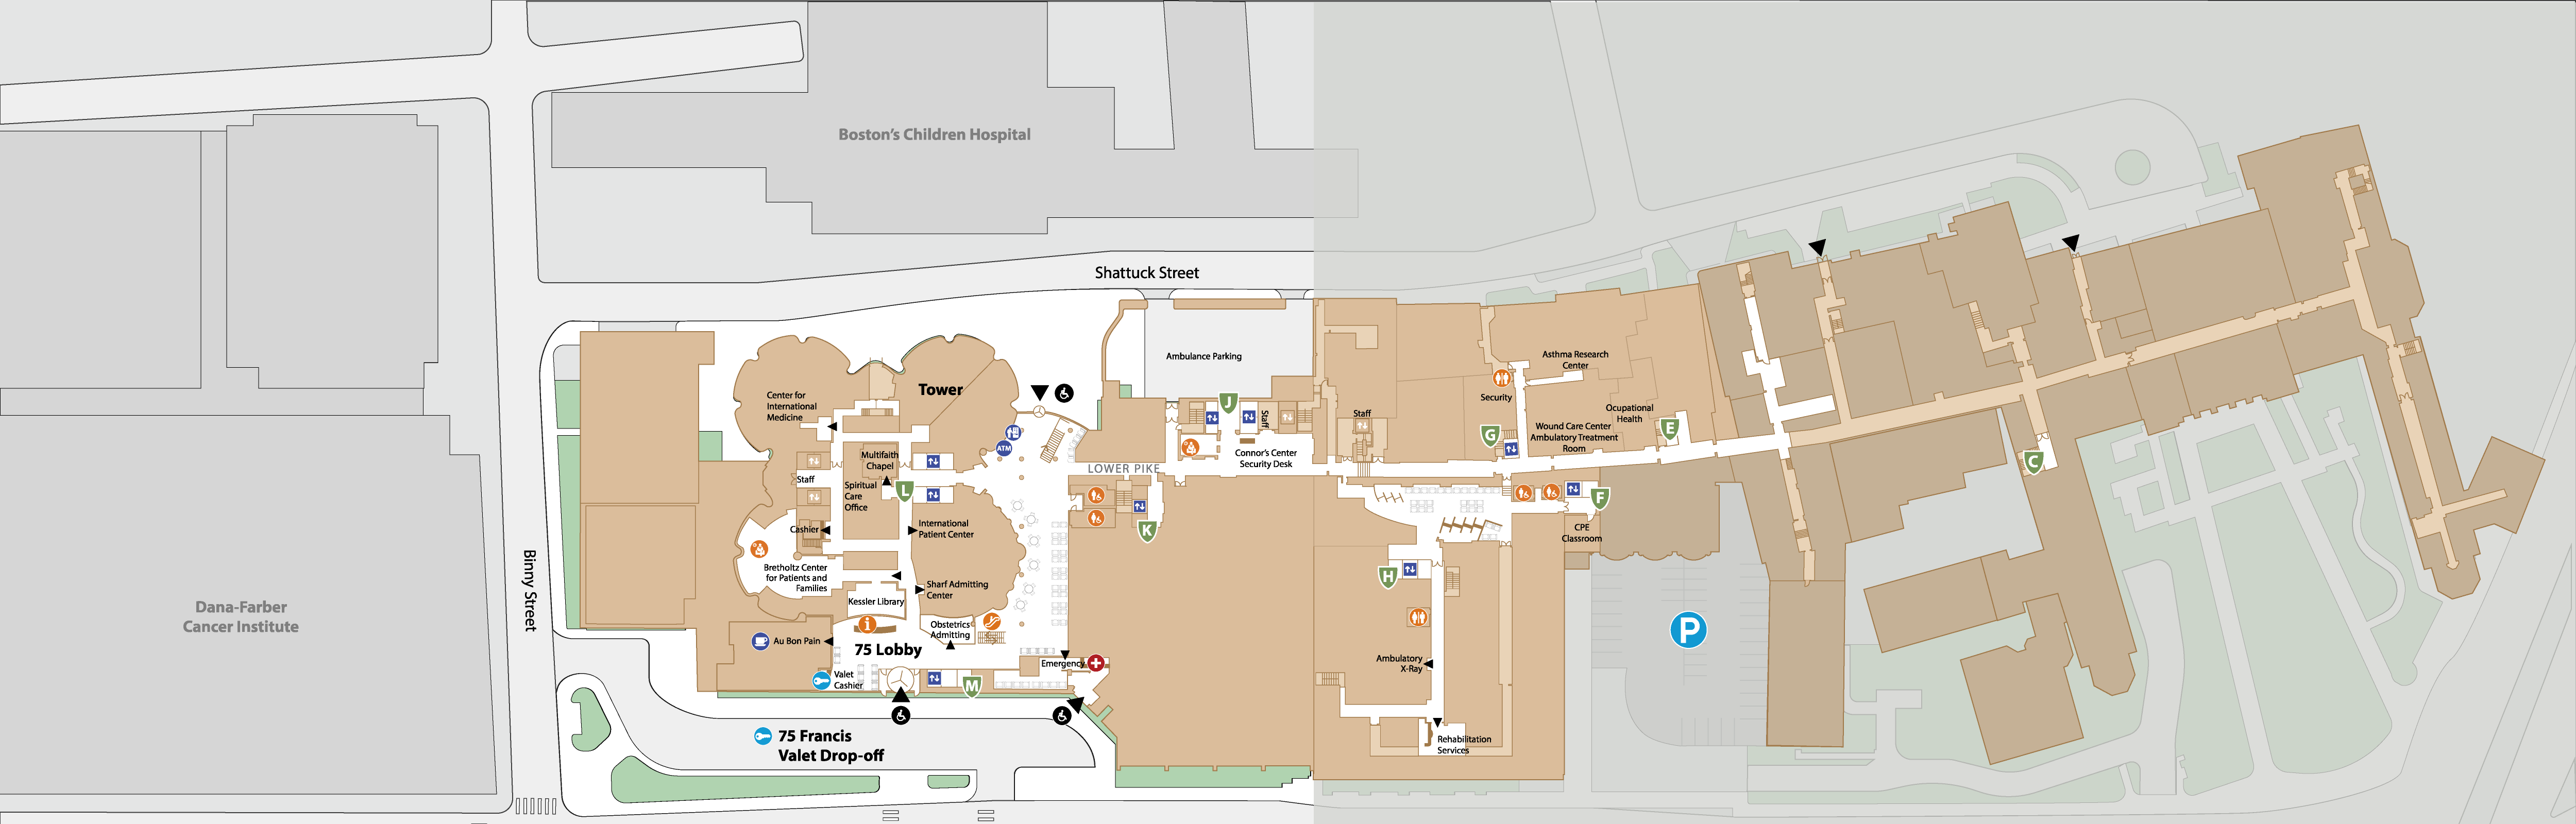 Boston's Children Hospital
Shattuck Street
Ambulance Parking
Tower
Center for
International
Medicine
Multifaith
Chapel
Staff
Spiritual
Care
Office
L
ATM
Cashier
International
Patient Center
Bretholtz Center
for Patients and
Families
Sharf Admitting
Center
Kessler Library
Obstetrics
Admitting
i
Au Bon Pain
75 Lobby
Valet
Cashier
M
Emergency
75 Francis
Valet Drop-off
Binny Street
Dana-Farber
Cancer Institute
LOWER PIKE
J
Staff
Connor's Center
Security Desk
K
Staff
Security
G
Asthma Research
Center
Ocupational
Health
E
Wound Care Center
Ambulatory Treatment
Room
F
CPE
Classroom
H
Ambulatory
X-Ray
Rehabilitation
Services
C
P